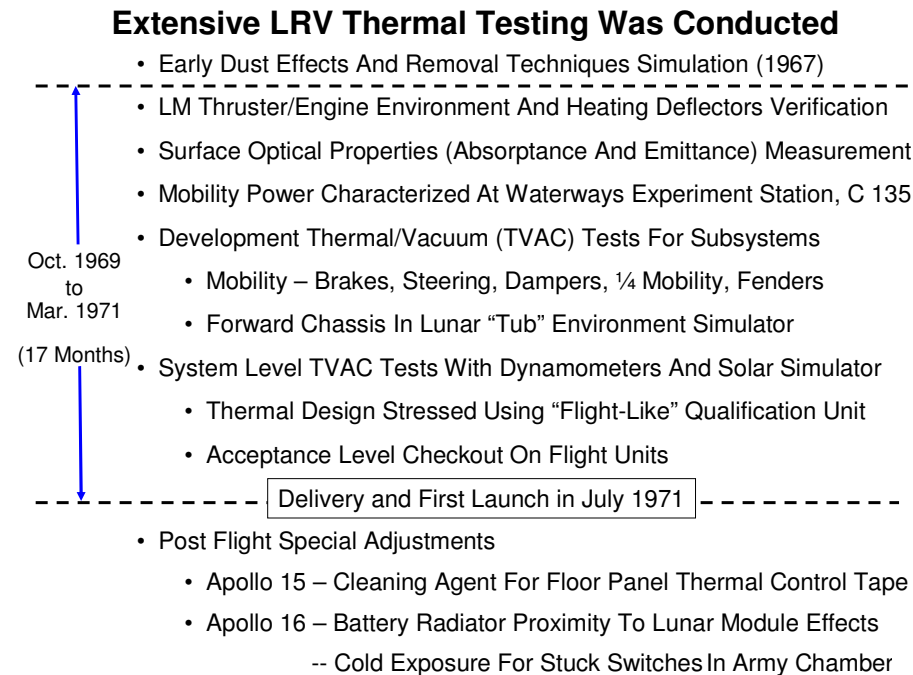 Extensive LRV Thermal Testing Was Conducted
• Early Dust Effects And Removal Techniques Simulation (1967)
• LM Thruster/Engine Environment And Heating Deflectors Verification
• Surface Optical Properties (Absorptance And Emittance) Measurement
• Mobility Power Characterized At Waterways Experiment Station, C 135
• Development Thermal/Vacuum (TVAC) Tests For Subsystems
• Mobility – Brakes, Steering, Dampers, ¼ Mobility, Fenders
• Forward Chassis In Lunar “Tub” Environment Simulator
Oct. 1969
to
Mar. 1971
(17 Months)
• System Level TVAC Tests With Dynamometers And Solar Simulator
• Thermal Design Stressed Using “Flight-Like” Qualification Unit
• Acceptance Level Checkout On Flight Units
Delivery and First Launch in July 1971
• Post Flight Special Adjustments
• Apollo 15 – Cleaning Agent For Floor Panel Thermal Control Tape
• Apollo 16 – Battery Radiator Proximity To Lunar Module Effects
-- Cold Exposure For Stuck Switches In Army Chamber